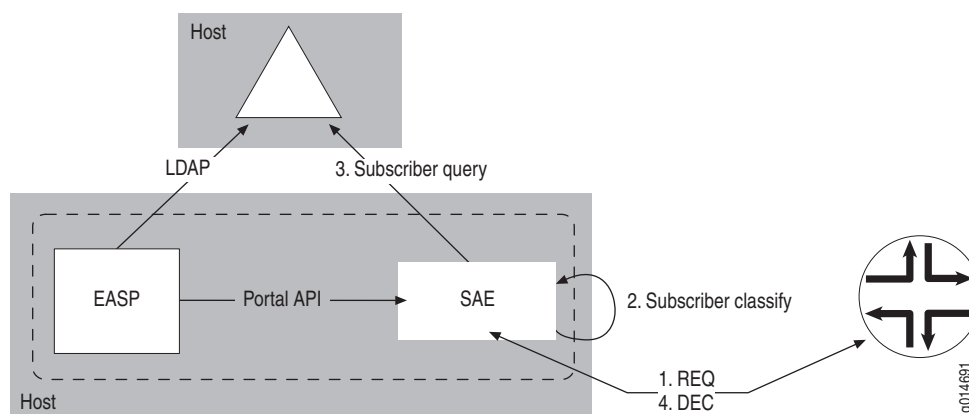 Host
LDAP
3. Subscriber query
EASP
Portal API
SAE
2. Subscriber classify
1. REQ
4. DEC
Host
g014691